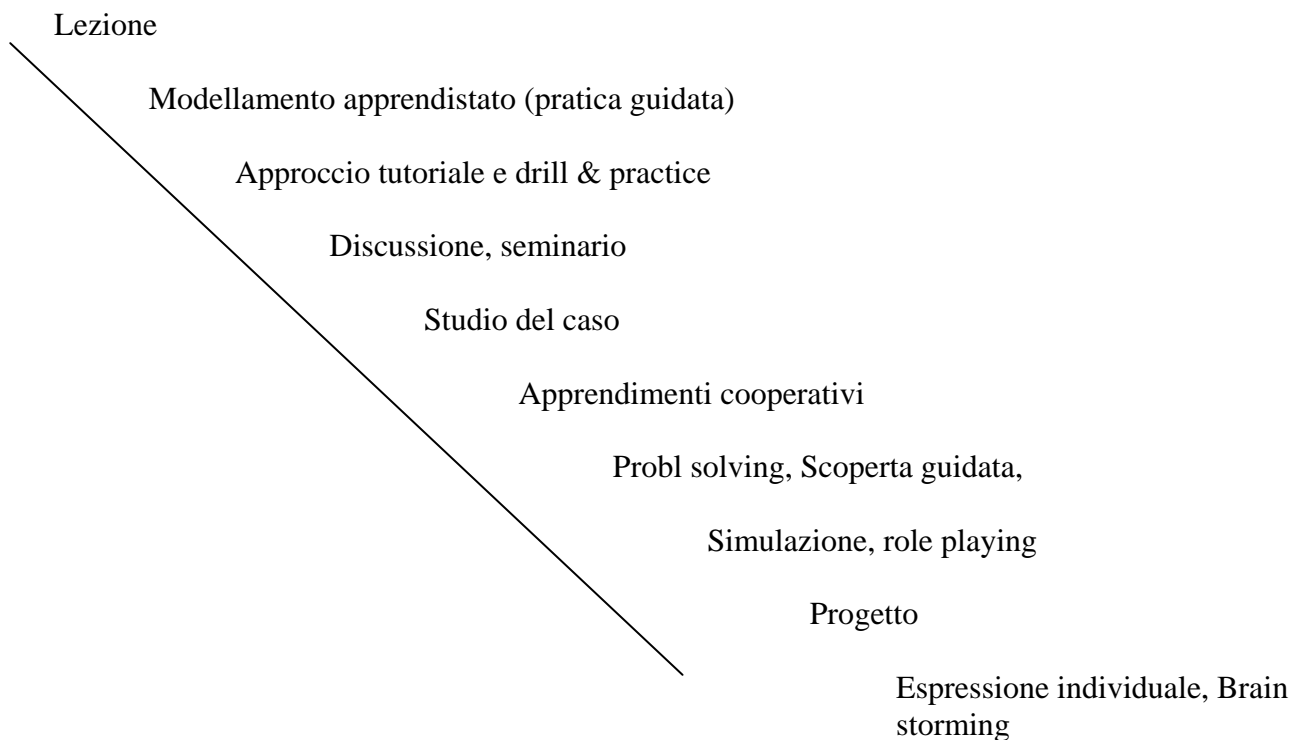 Lezione
Modellamento apprendistato (pratica guidata)
Approccio tutoriale e drill & practice
Discussione, seminario
Studio del caso
Apprendimenti cooperativi
Probl solving, Scoperta guidata,
Simulazione, role playing
Progetto
Espressione individuale, Brain
storming